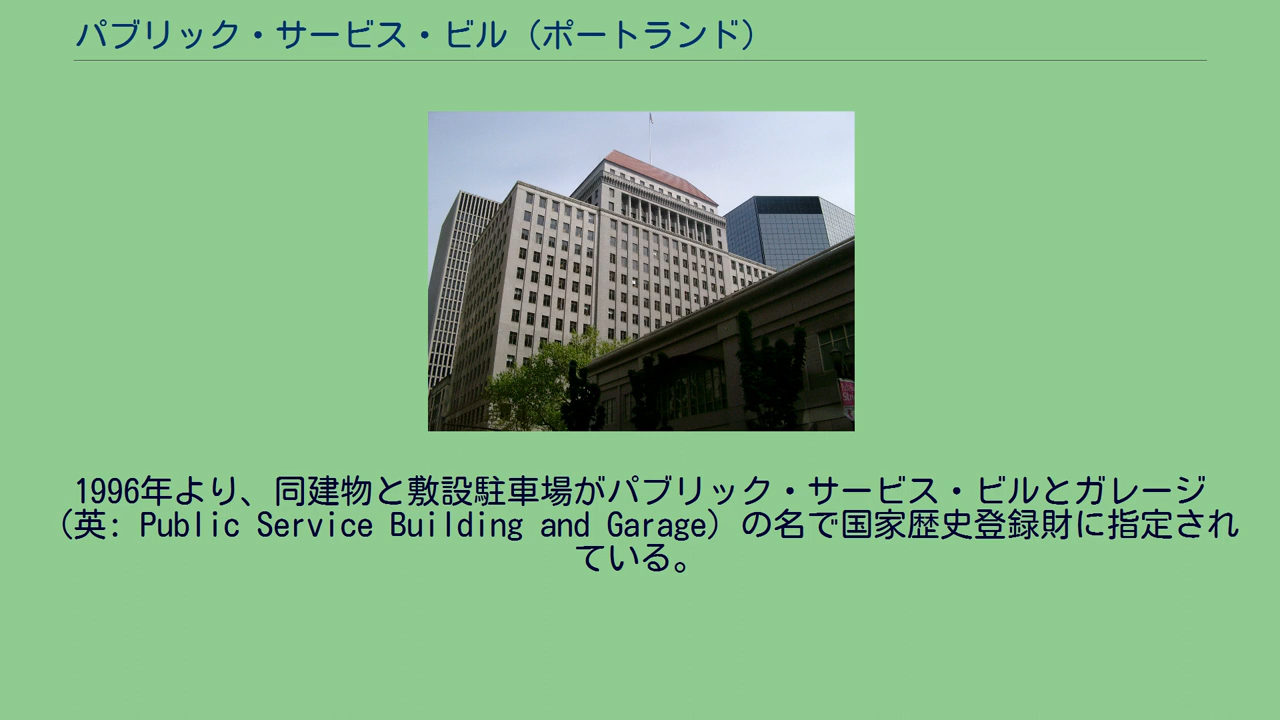 パブリック・サービス・ビル（ポートランド）
1996年より、同建物と敷設駐車場がパブリック・サービス・ビルとガレージ
（英: Public Service Building and Garage）の名で国家歴史登録財に指定され
ている。